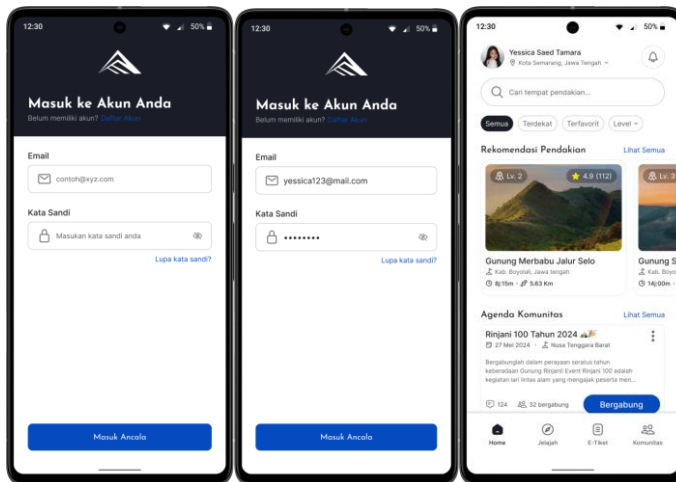 12:30
50%
Masuk ke Akun Anda
Belum memiliki akun? Daftar Akun
Email
contoh@xyz.com
Kata Sandi
Masukan kata sandi anda
Lupa kata sandi?
Masuk Ancala
12:30
50%
Masuk ke Akun Anda
Belum memiliki akun? Daftar Akun
Email
yessica123@mail.com
Kata Sandi
Lupa kata sandi?
Masuk Ancala
12:30
50%
Yessica Saed Tamara
Kota Semarang, Jawa Tengah
Cari tempat pendakian...
Semua Terdekat Terfavorit Level
Rekomendasi Pendakian Lihat Semua
Lv. 2 4.9 (112) Lv. 3
Gunung Merbabu Jalur Selo Gunung S
Kab. Boyolali, Jawa tengah Kab. Boyo
8j:15m · 5.83 Km 14j:00m ·
Agenda Komunitas Lihat Semua
Rinjani 100 Tahun 2024
27 Mei 2024 · Nusa Tenggara Barat
Bergabunglah dalam perayaan seratus tahun
keberadaan Gunung Rinjani! Event Rinjani 100 adalah
kegiatan lari lintas alam yang mengajak peserta men...
124 32 bergabung Bergabung
Home Jelajah E-Tiket Komunitas